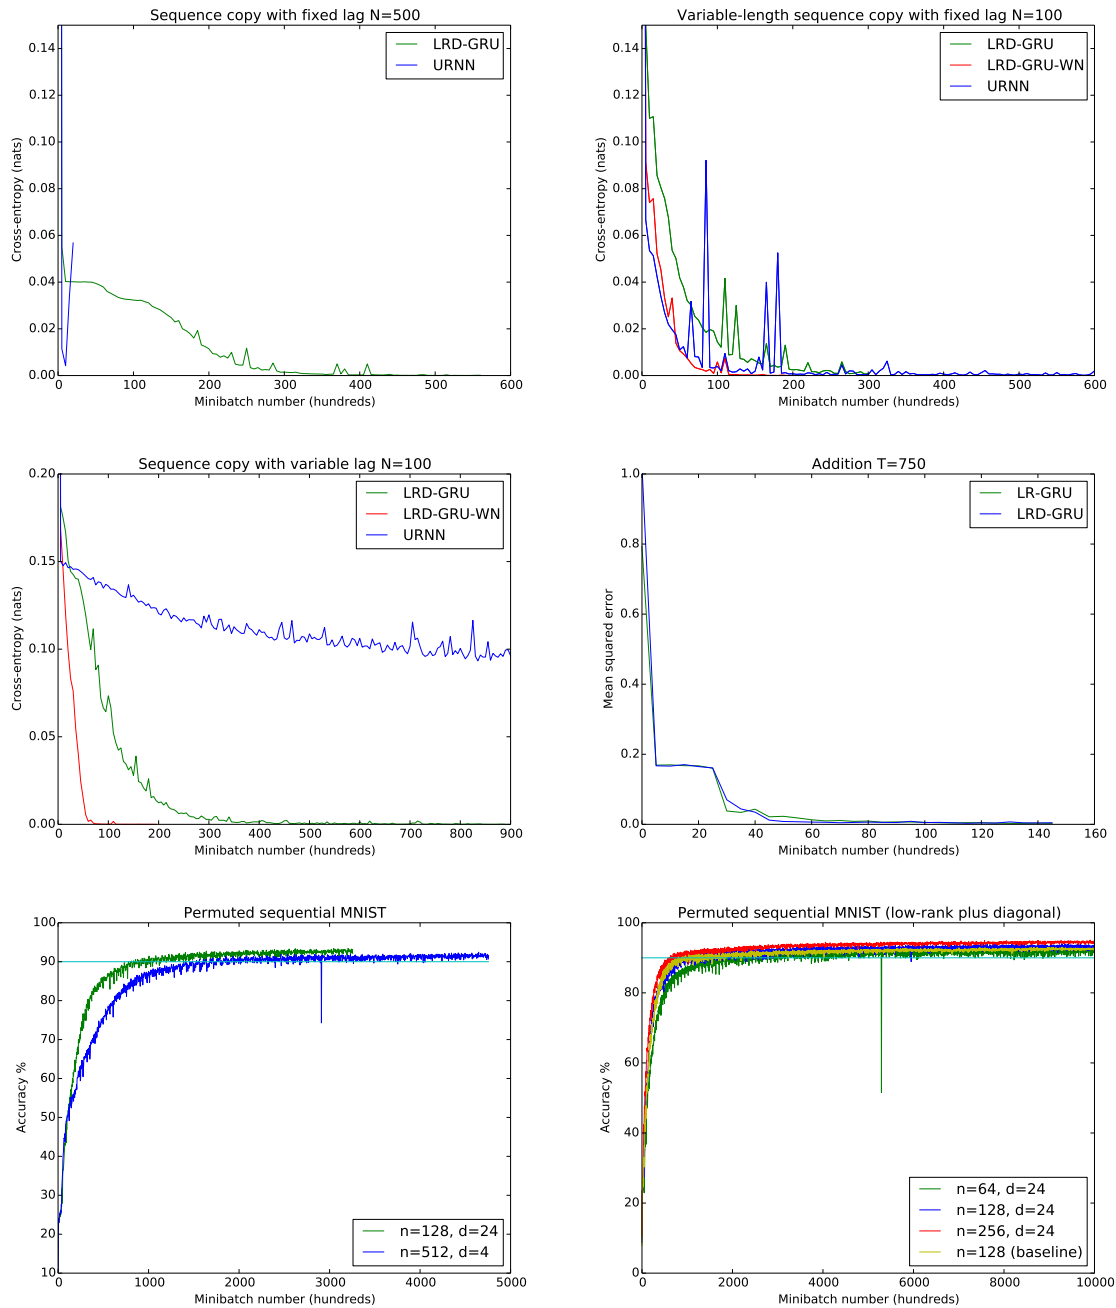 Sequence copy with fixed lag N=500
0.14
0.12
0.10
0.08
0.06
0.04
0.02
0.00
Cross-entropy (nats)
LRD-GRU
URNN
0 100 200 300 400 500 600
Minibatch number (hundreds)
Variable-length sequence copy with fixed lag N=100
0.14
0.12
0.10
0.08
0.06
0.04
0.02
0.00
Cross-entropy (nats)
LRD-GRU
LRD-GRU-WN
URNN
0 100 200 300 400 500 600
Minibatch number (hundreds)
Sequence copy with variable lag N=100
0.20
0.15
0.10
0.05
0.00
Cross-entropy (nats)
LRD-GRU
LRD-GRU-WN
URNN
0 100 200 300 400 500 600 700 800 900
Minibatch number (hundreds)
Addition T=750
1.0
0.8
0.6
0.4
0.2
0.0
Mean squared error
LR-GRU
LRD-GRU
0 20 40 60 80 100 120 140 160
Minibatch number (hundreds)
Permuted sequential MNIST
100
90
80
70
60
50
40
30
20
10
Accuracy %
n=128, d=24
n=512, d=4
0 1000 2000 3000 4000 5000
Minibatch number (hundreds)
Permuted sequential MNIST (low-rank plus diagonal)
100
80
60
40
20
0
Accuracy %
n=64, d=24
n=128, d=24
n=256, d=24
n=128 (baseline)
0 2000 4000 6000 8000 10000
Minibatch number (hundreds)